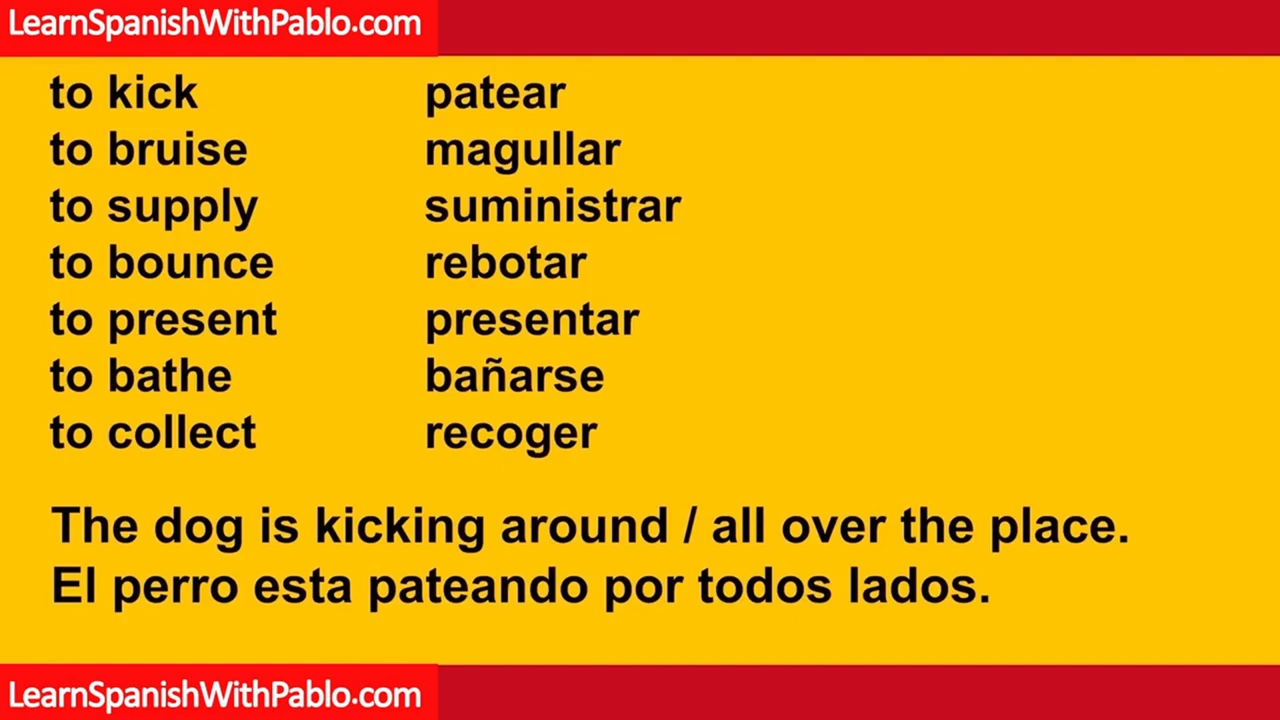 LearnSpanishWithPablo.com
to kick patear
to bruise magullar
to supply suministrar
to bounce rebotar
to present presentar
to bathe bañarse
to collect recoger
The dog is kicking around / all over the place.
El perro esta pateando por todos lados.
LearnSpanishWithPablo.com